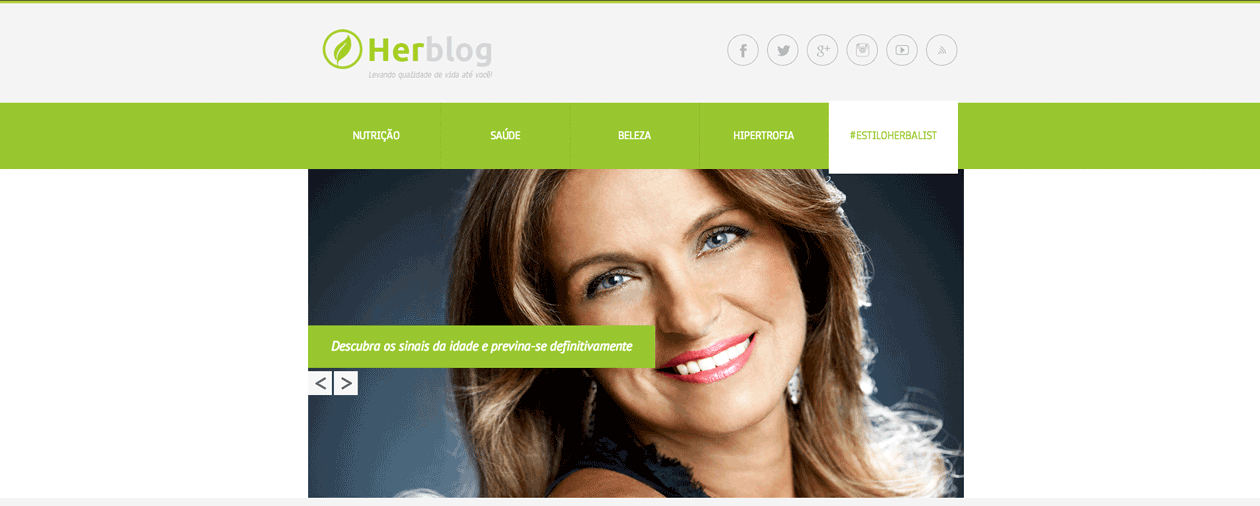 Herblog
Levando qualidade de vida até você!
NUTRIÇÃO
SAÚDE
BELEZA
HIPERTROFIA
#ESTILOHERBALIST
Descubra os sinais da idade e previna-se definitivamente
< >